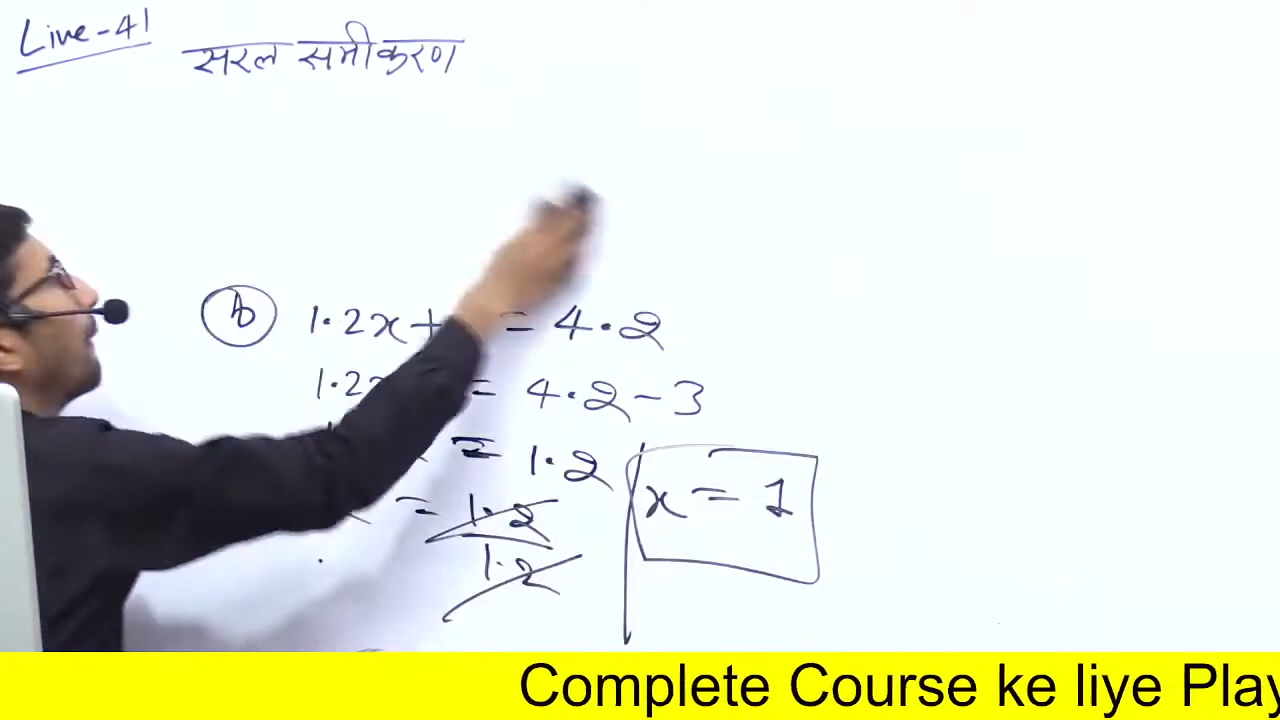 Live-41
सरल समीकरण
b 1.2x+ = 4.2
1.2x = 4.2-3
= 1.2
= 1.2
1.2
x = 1
Complete Course ke liye Play